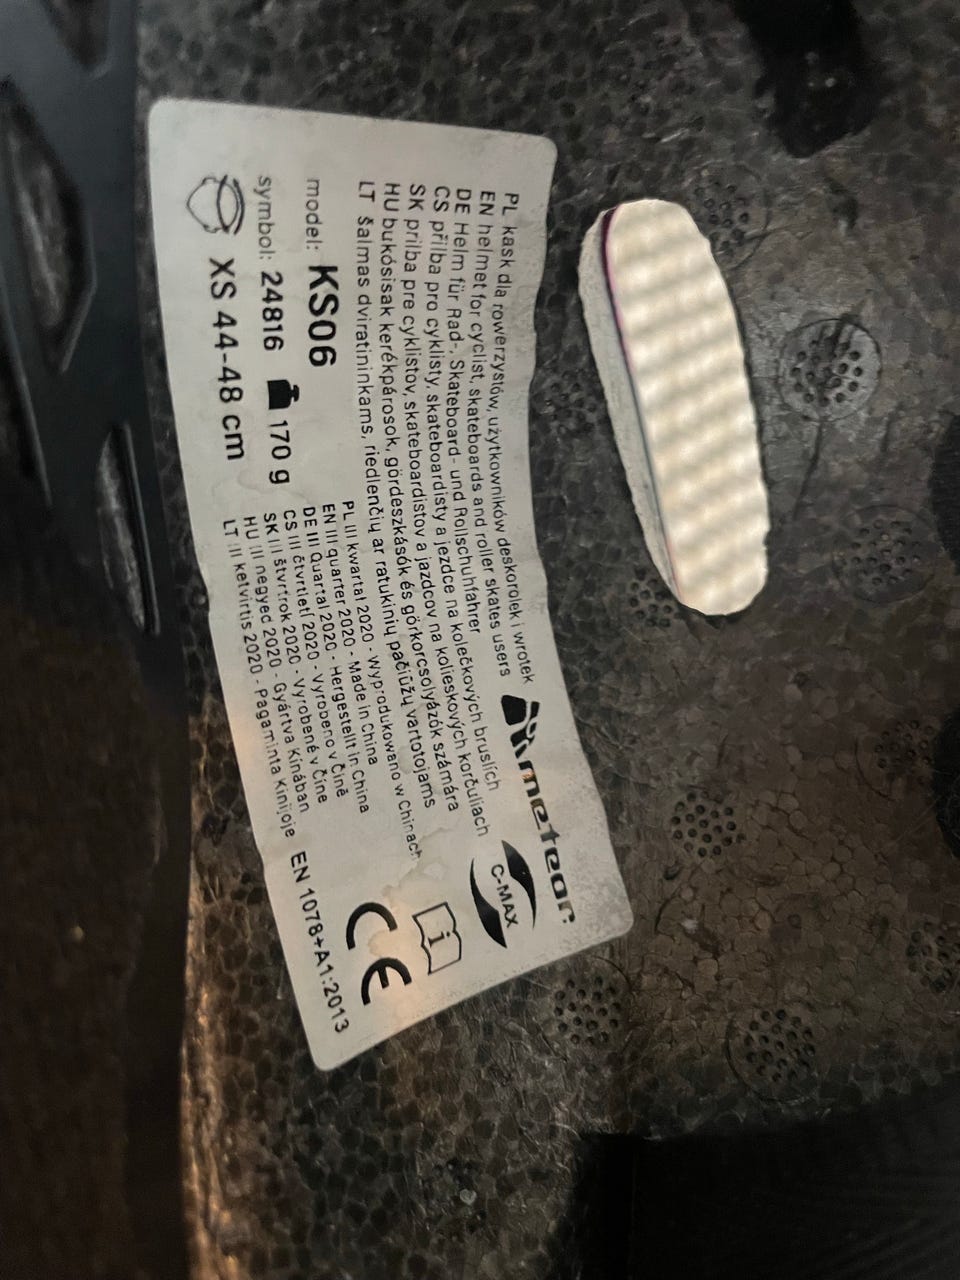 PL kask dla rowerzystów, użytkowników deskorolek i wrotek
EN helmet for cyclist, skateboards and roller skates users
DE Helm für Rad-, Skateboard- und Rollschuhfahrer
CS přilba pro cyklisty, skateboardisty a jezdce na kolečkových bruslích
SK prilba pre cyklistov, skateboardistov a jazdcov na kolieskových korčuliach
HU bukósisak kerékpárosok, gördeszkások és görkorcsolyázók számára
LT šalmas dviratininkams, riedlenčių ar ratukinių pačiūžų vartotojams
model: KS06
symbol: 24816 170 g
XS 44-48 cm
PL III kwartał 2020 - Wyprodukowano w Chinach
EN III quarter 2020 - Made in China
DE III Quartal 2020 - Hergestellt in China
CS III čtvrtletí 2020 - Vyrobeno v Číně
SK III štvrťrok 2020 - Vyrobené v Číne
HU III negyed 2020 - Gyártva Kínában
LT III ketvirtis 2020 - Pagaminta Kinijoje
meteor
C-MAX
i
CE
EN 1078+A1:2013